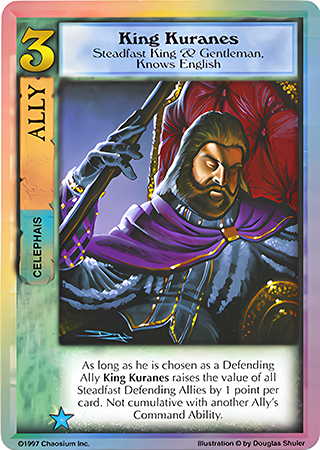 3
King Kuranes
Steadfast King & Gentleman,
Knows English
ALLY
CELEPHAIS
As long as he is chosen as a Defending
Ally King Kuranes raises the value of all
Steadfast Defending Allies by 1 point per
card. Not cumulative with another Ally's
Command Ability.
©1997 Chaosium Inc.
Illustration © by Douglas Shuler